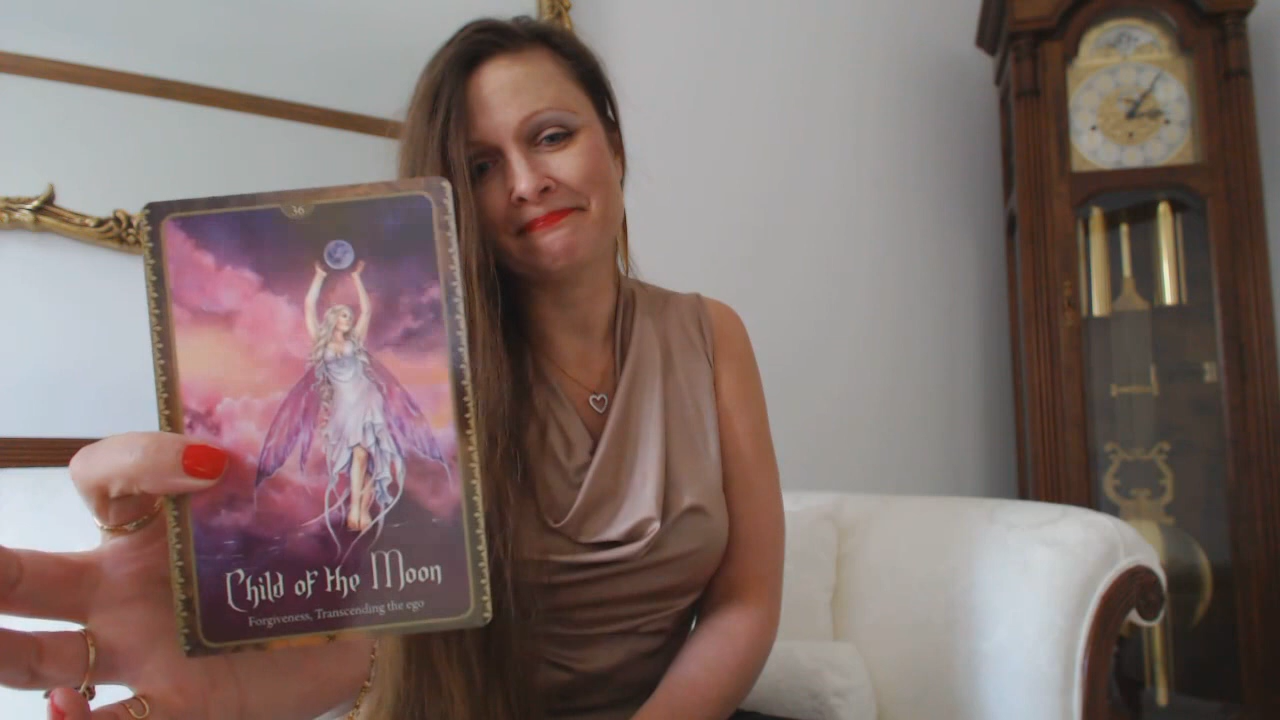 36
Child of the Moon
Forgiveness, Transcending the ego